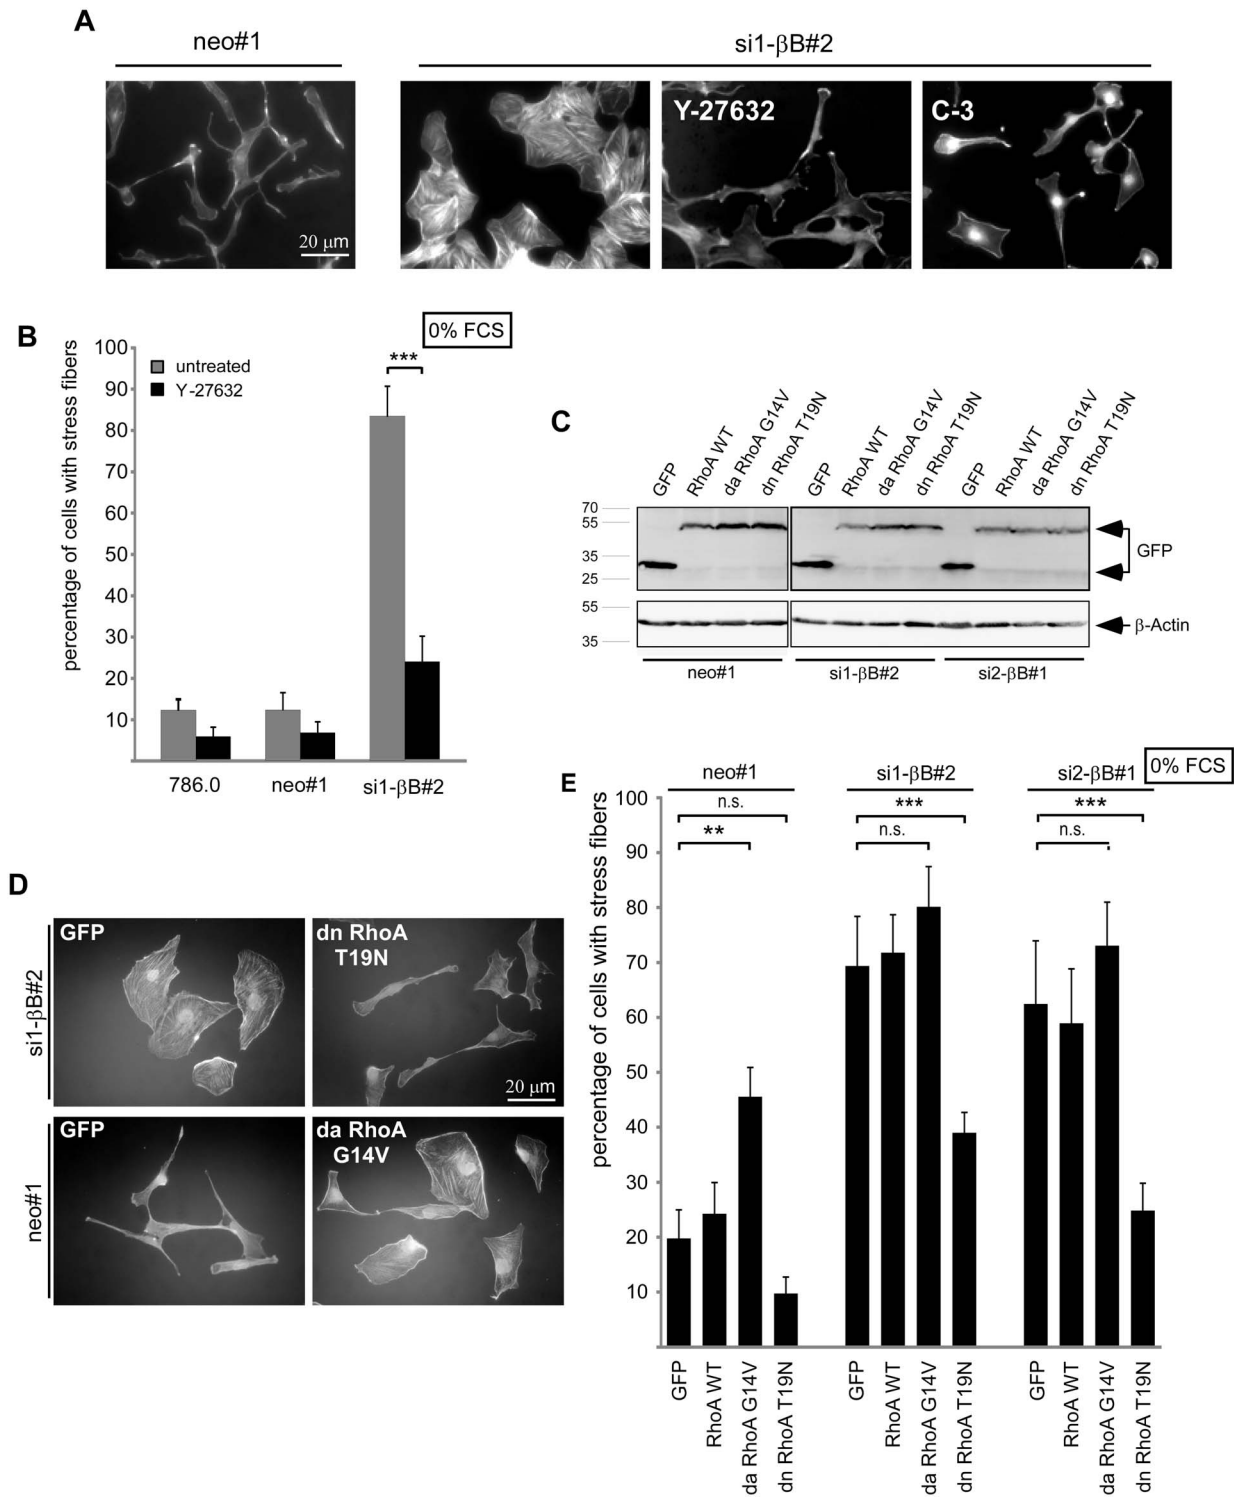 A
neo#1
si1-βB#2
Y-27632
C-3
20 µm
B
0% FCS
100
90
80
70
60
50
40
30
20
10
percentage of cells with stress fibers
untreated
Y-27632
***
786.0
neo#1
si1-βB#2
C
GFP
RhoA WT
da RhoA G14V
dn RhoA T19N
GFP
RhoA WT
da RhoA G14V
dn RhoA T19N
GFP
RhoA WT
da RhoA G14V
dn RhoA T19N
70
55
35
25
55
35
GFP
β-Actin
neo#1
si1-βB#2
si2-βB#1
D
si1-βB#2
GFP
dn RhoA
T19N
20 µm
neo#1
GFP
da RhoA
G14V
E
neo#1
si1-βB#2
si2-βB#1
0% FCS
n.s.
**
***
n.s.
***
n.s.
100
90
80
70
60
50
40
30
20
10
percentage of cells with stress fibers
GFP
RhoA WT
da RhoA G14V
dn RhoA T19N
GFP
RhoA WT
da RhoA G14V
dn RhoA T19N
GFP
RhoA WT
da RhoA G14V
dn RhoA T19N